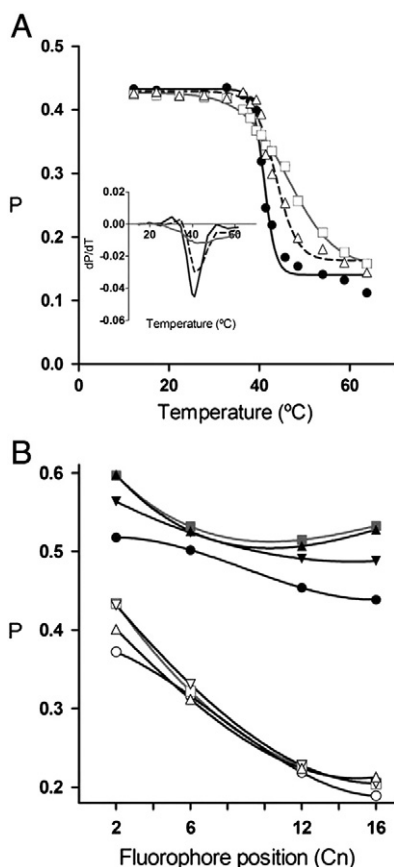 A
0.5
0.4
0.3
P
0.2
0.1
0.0
0.02
0.00
-0.02
-0.04
-0.06
dP/dT
20 40 60
Temperature (ºC)
0 20 40 60
Temperature (ºC)
B
0.6
0.5
P
0.4
0.3
0.2
2 6 12 16
Fluorophore position (Cn)